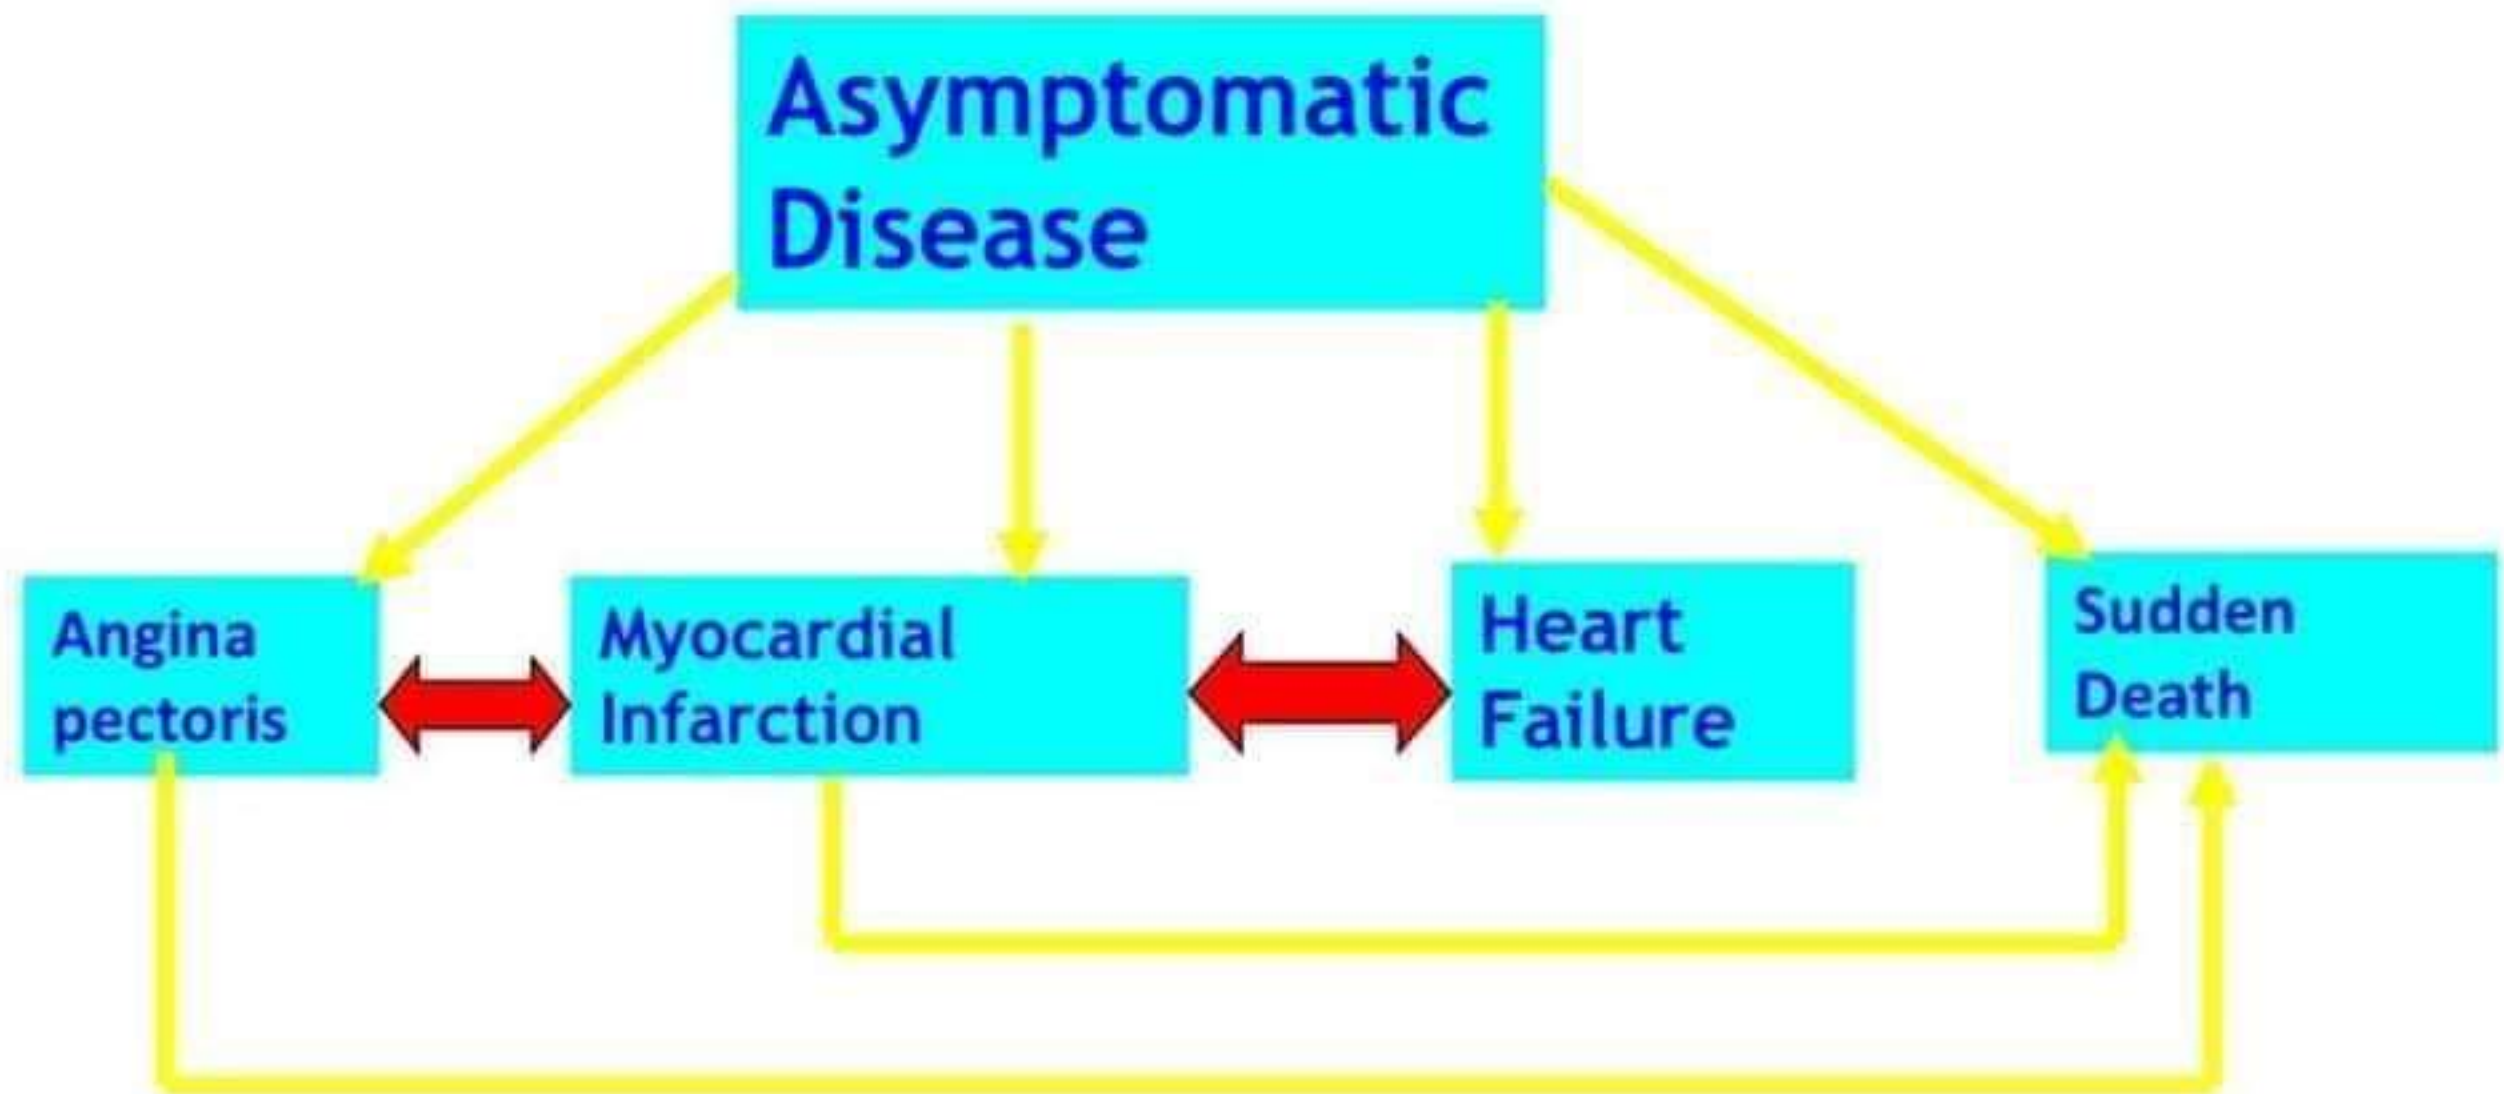 Asymptomatic
Disease
Angina
pectoris
Myocardial
Infarction
Heart
Failure
Sudden
Death